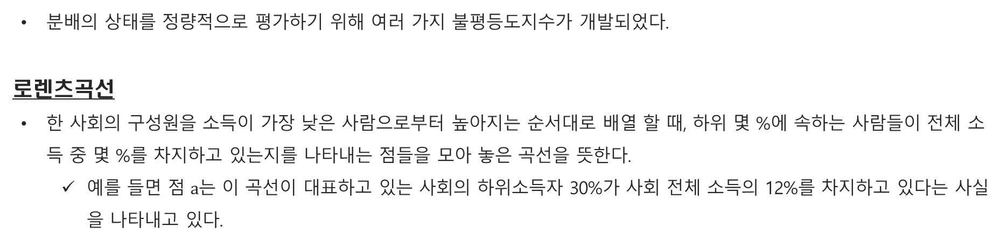 • 분배의 상태를 정량적으로 평가하기 위해 여러 가지 불평등도지수가 개발되었다.
로렌츠곡선
• 한 사회의 구성원을 소득이 가장 낮은 사람으로부터 높아지는 순서대로 배열 할 때, 하위 몇 %에 속하는 사람들이 전체 소
득 중 몇 %를 차지하고 있는지를 나타내는 점들을 모아 놓은 곡선을 뜻한다.
✓ 예를 들면 점 a는 이 곡선이 대표하고 있는 사회의 하위소득자 30%가 사회 전체 소득의 12%를 차지하고 있다는 사실
을 나타내고 있다.